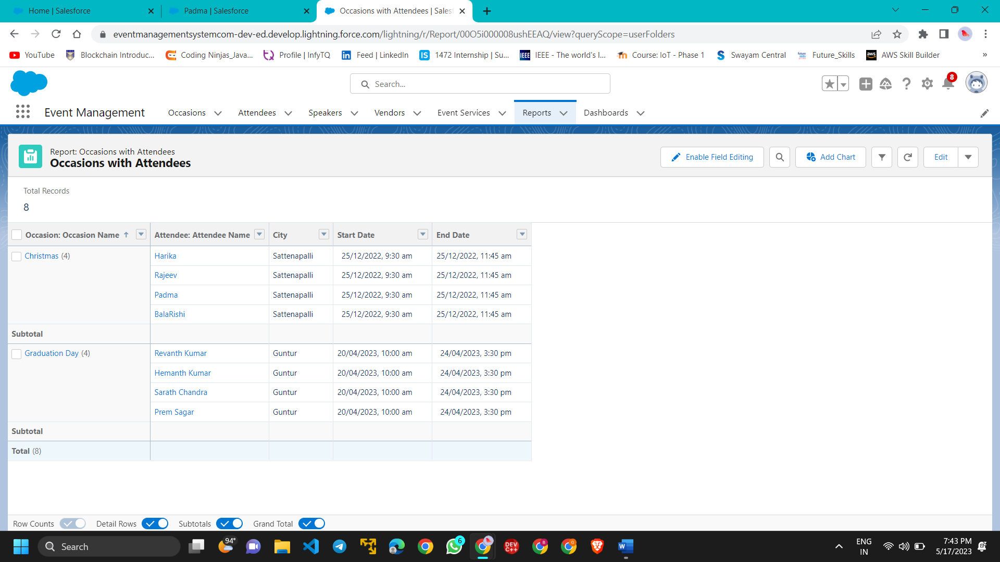 Home | Salesforce
Padma | Salesforce
Occasions with Attendees | Salesf
eventmanagementsystemcom-dev-ed.develop.lightning.force.com/lightning/r/Report/00O5i000008ushEEAQ/view?queryScope=userFolders
YouTube Blockchain Introduc... Coding Ninjas_Java... Profile | InfyTQ Feed | LinkedIn 1472 Internship | Su... IEEE - The world's l... Course: IoT - Phase 1 Swayam Central Future_Skills AWS Skill Builder »
Search...
8
Event Management Occasions Attendees Speakers Vendors Event Services Reports Dashboards
Report: Occasions with Attendees
Occasions with Attendees
Enable Field Editing Add Chart Edit
Total Records
8
Occasion: Occasion Name ↑ Attendee: Attendee Name City Start Date End Date
Christmas (4) Harika Sattenapalli 25/12/2022, 9:30 am 25/12/2022, 11:45 am
Rajeev Sattenapalli 25/12/2022, 9:30 am 25/12/2022, 11:45 am
Padma Sattenapalli 25/12/2022, 9:30 am 25/12/2022, 11:45 am
BalaRishi Sattenapalli 25/12/2022, 9:30 am 25/12/2022, 11:45 am
Subtotal
Graduation Day (4) Revanth Kumar Guntur 20/04/2023, 10:00 am 24/04/2023, 3:30 pm
Hemanth Kumar Guntur 20/04/2023, 10:00 am 24/04/2023, 3:30 pm
Sarath Chandra Guntur 20/04/2023, 10:00 am 24/04/2023, 3:30 pm
Prem Sagar Guntur 20/04/2023, 10:00 am 24/04/2023, 3:30 pm
Subtotal
Total (8)
Row Counts Detail Rows Subtotals Grand Total
Search
94°
6
DEV C++
B
G
ENG
IN
7:43 PM
5/17/2023